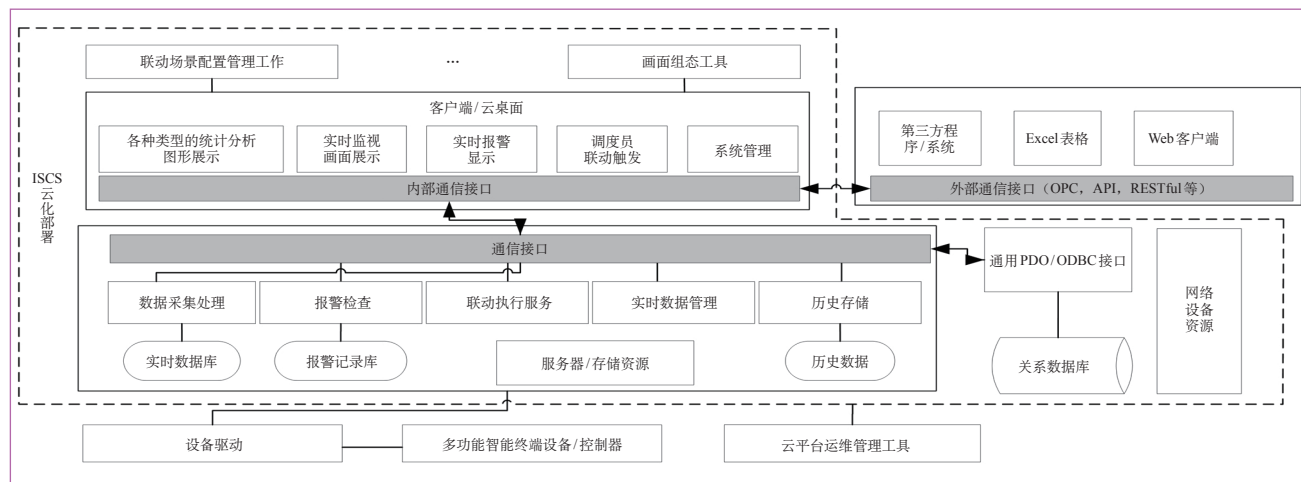 联动场景配置管理工作
...
画面组态工具
客户端/云桌面
各种类型的统计分析
图形展示
实时监视
画面展示
实时报警
显示
调度员
联动触发
系统管理
内部通信接口
第三方程
序/系统
Excel表格
Web客户端
外部通信接口（OPC，API，RESTful等）
ISCS
云
化
部
署
通信接口
数据采集处理
报警检查
联动执行服务
实时数据管理
历史存储
实时数据库
报警记录库
服务器/存储资源
历史数据
通用PDO/ODBC接口
关系数据库
网络
设备
资源
设备驱动
多功能智能终端设备/控制器
云平台运维管理工具